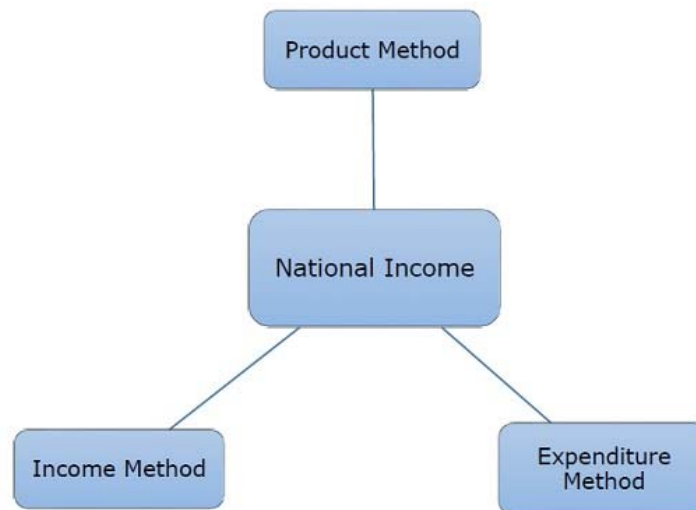 Product Method
National Income
Income Method
Expenditure
Method